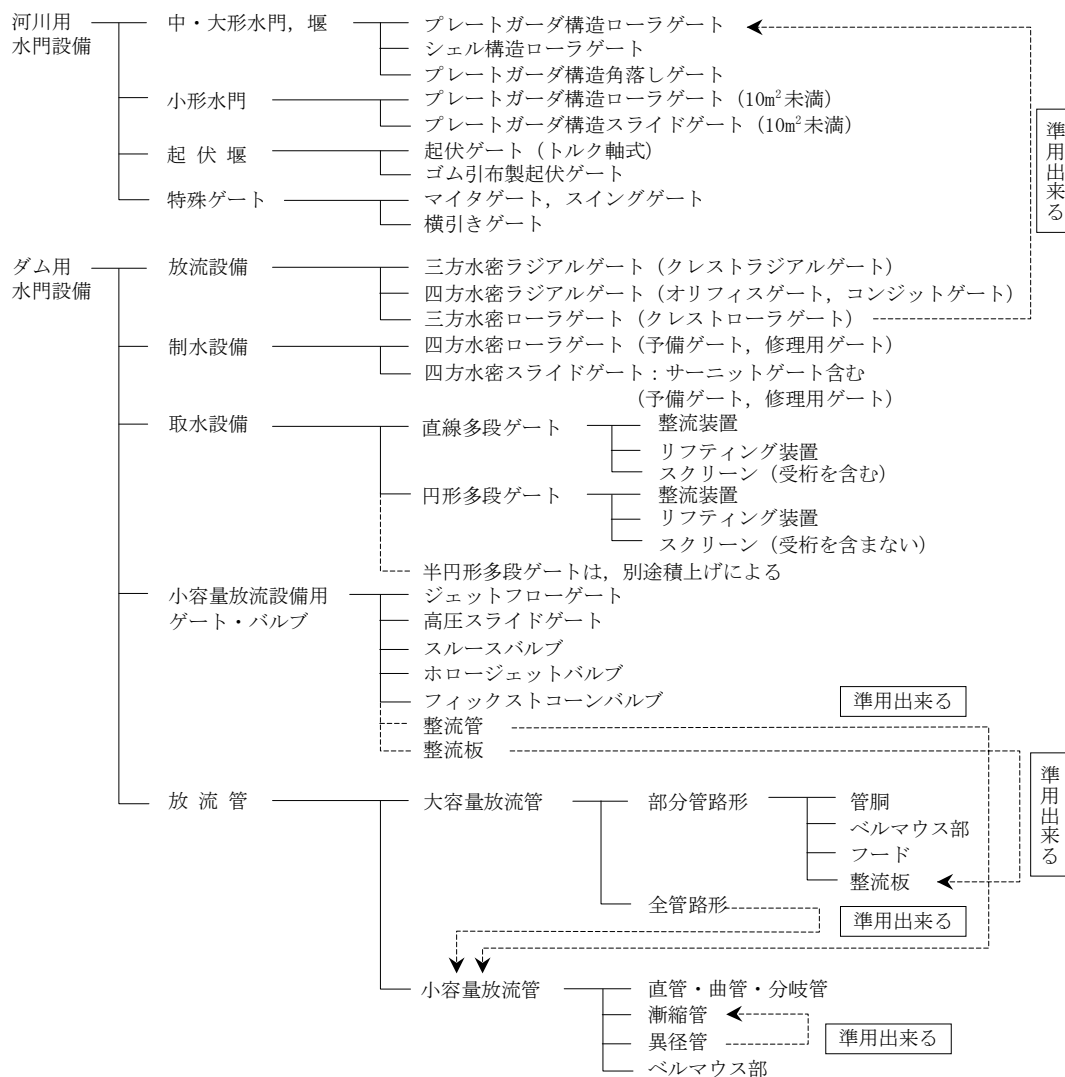 河川用 中・大形水門，堰 プレートガーダ構造ローラゲート
水門設備 シェル構造ローラゲート
プレートガーダ構造角落しゲート
小形水門 プレートガーダ構造ローラゲート（10m²未満）
プレートガーダ構造スライドゲート（10m²未満）
起伏堰 起伏ゲート（トルク軸式）
ゴム引布製起伏ゲート
特殊ゲート マイタゲート，スイングゲート
横引きゲート
準用出来る
ダム用 放流設備 三方水密ラジアルゲート（クレストラジアルゲート）
水門設備 四方水密ラジアルゲート（オリフィスゲート，コンジットゲート）
三方水密ローラゲート（クレストローラゲート）
制水設備 四方水密ローラゲート（予備ゲート，修理用ゲート）
四方水密スライドゲート：サーニットゲート含む
（予備ゲート，修理用ゲート）
取水設備 直線多段ゲート 整流装置
リフティング装置
スクリーン（受桁を含む）
円形多段ゲート 整流装置
リフティング装置
スクリーン（受桁を含まない）
半円形多段ゲートは，別途積上げによる
小容量放流設備用 ジェットフローゲート
ゲート・バルブ 高圧スライドゲート
スルースバルブ
ホロージェットバルブ
フィックストコーンバルブ 準用出来る
整流管
整流板
準用出来る
放流管 大容量放流管 部分管路形 管胴
ベルマウス部
フード
整流板
全管路形 準用出来る
小容量放流管 直管・曲管・分岐管
漸縮管
異径管 準用出来る
ベルマウス部